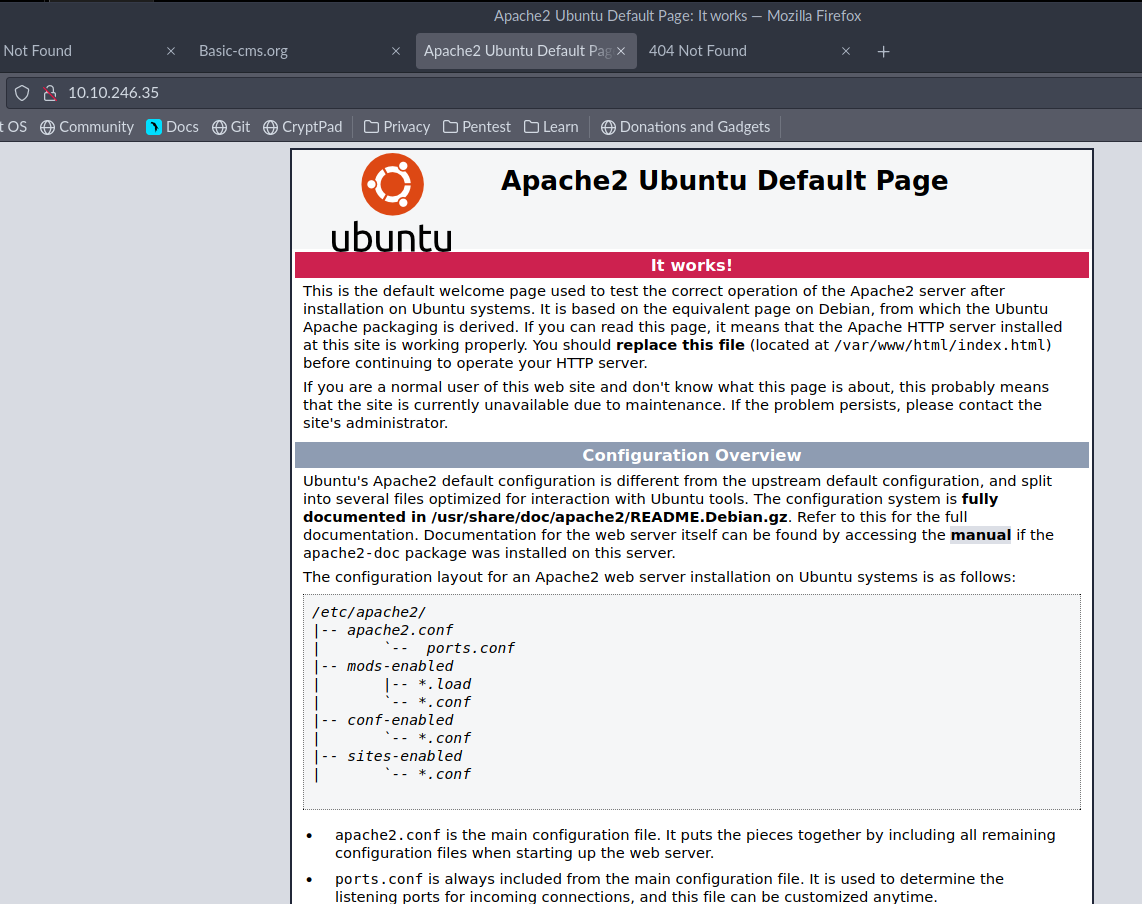 Apache2 Ubuntu Default Page: It works — Mozilla Firefox
Not Found
Basic-cms.org
Apache2 Ubuntu Default Pag
404 Not Found
10.10.246.35
t OS Community Docs Git CryptPad Privacy Pentest Learn Donations and Gadgets
ubuntu
Apache2 Ubuntu Default Page
It works!
This is the default welcome page used to test the correct operation of the Apache2 server after
installation on Ubuntu systems. It is based on the equivalent page on Debian, from which the Ubuntu
Apache packaging is derived. If you can read this page, it means that the Apache HTTP server installed
at this site is working properly. You should replace this file (located at /var/www/html/index.html)
before continuing to operate your HTTP server.
If you are a normal user of this web site and don't know what this page is about, this probably means
that the site is currently unavailable due to maintenance. If the problem persists, please contact the
site's administrator.
Configuration Overview
Ubuntu's Apache2 default configuration is different from the upstream default configuration, and split
into several files optimized for interaction with Ubuntu tools. The configuration system is fully
documented in /usr/share/doc/apache2/README.Debian.gz. Refer to this for the full
documentation. Documentation for the web server itself can be found by accessing the manual if the
apache2-doc package was installed on this server.
The configuration layout for an Apache2 web server installation on Ubuntu systems is as follows:
/etc/apache2/
|-- apache2.conf
|       `--  ports.conf
|-- mods-enabled
|       |-- *.load
|       `-- *.conf
|-- conf-enabled
|       `-- *.conf
|-- sites-enabled
|       `-- *.conf
• apache2.conf is the main configuration file. It puts the pieces together by including all remaining
configuration files when starting up the web server.
• ports.conf is always included from the main configuration file. It is used to determine the
listening ports for incoming connections, and this file can be customized anytime.